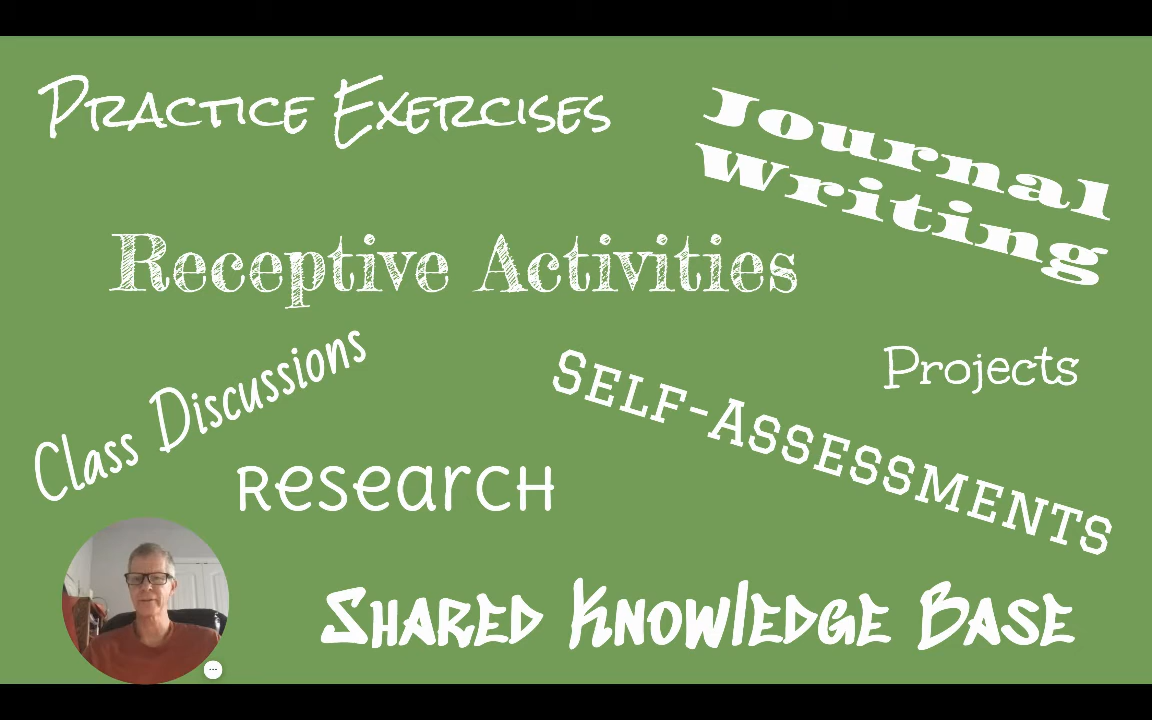 Practice Exercises
Journal
Writing
Receptive Activities
Class Discussions
Projects
Self-Assessments
Research
Shared Knowledge Base